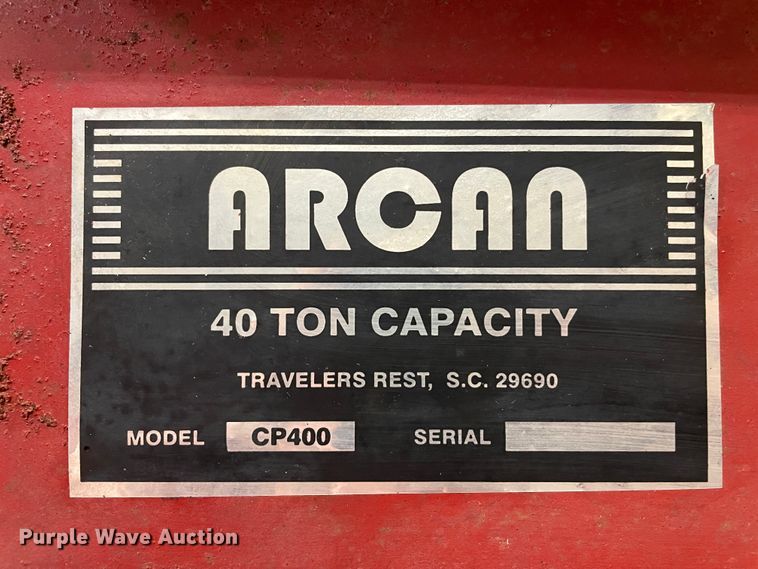 ARCAN
40 TON CAPACITY
TRAVELERS REST, S.C. 29690
MODEL CP400 SERIAL
Purple Wave Auction